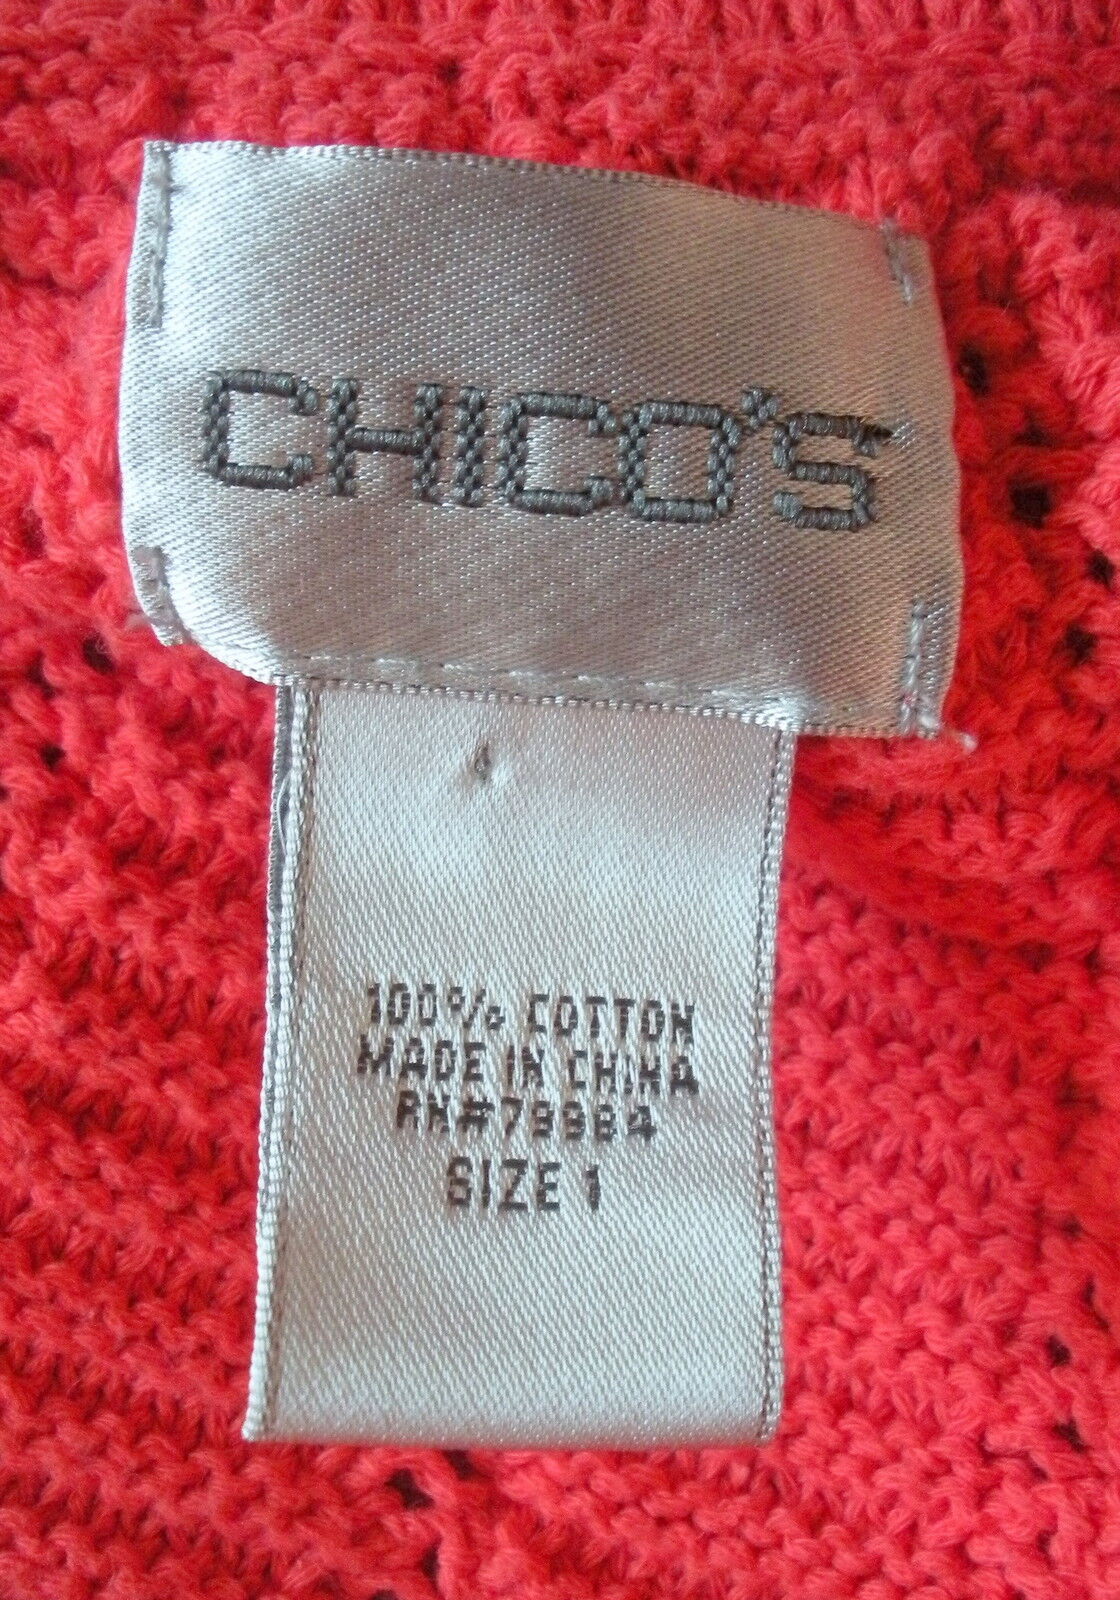 CHICO'S
100% COTTON
MADE IN CHINA
RN#79984
SIZE 1